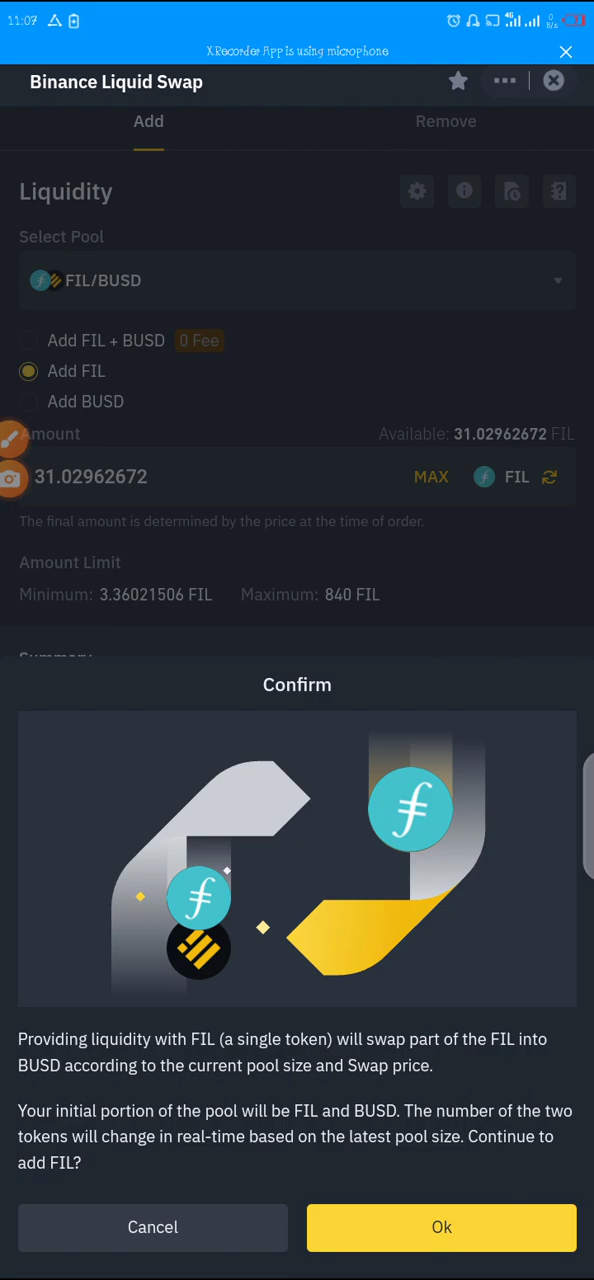 11:07
4G
0
B/s
7
XRecorder App is using microphone
Binance Liquid Swap
Add
Remove
Liquidity
Select Pool
FIL/BUSD
Add FIL + BUSD 0 Fee
Add FIL
Add BUSD
Amount
Available: 31.02962672 FIL
31.02962672
MAX
FIL
The final amount is determined by the price at the time of order.
Amount Limit
Minimum: 3.36021506 FIL
Maximum: 840 FIL
Summary
Confirm
Providing liquidity with FIL (a single token) will swap part of the FIL into
BUSD according to the current pool size and Swap price.
Your initial portion of the pool will be FIL and BUSD. The number of the two
tokens will change in real-time based on the latest pool size. Continue to
add FIL?
Cancel
Ok